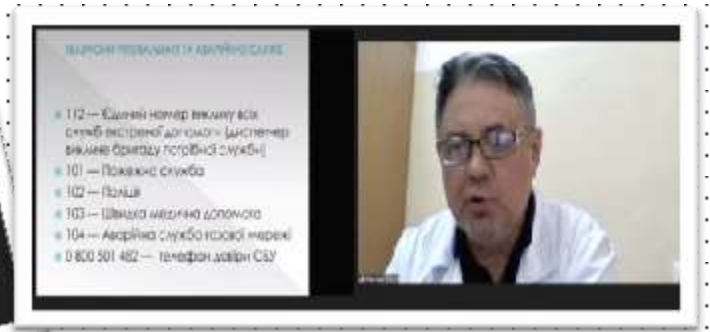 112 — Єдиний номер виклику всіх
служб екстреної допомоги (диспетчер
викличе бригаду потрібної служби)
101 — Пожежна служба
102 — Поліція
103 — Швидка медична допомога
104 — Аварійна служба газової мережі
0 800 501 482 — телефон довіри СБУ